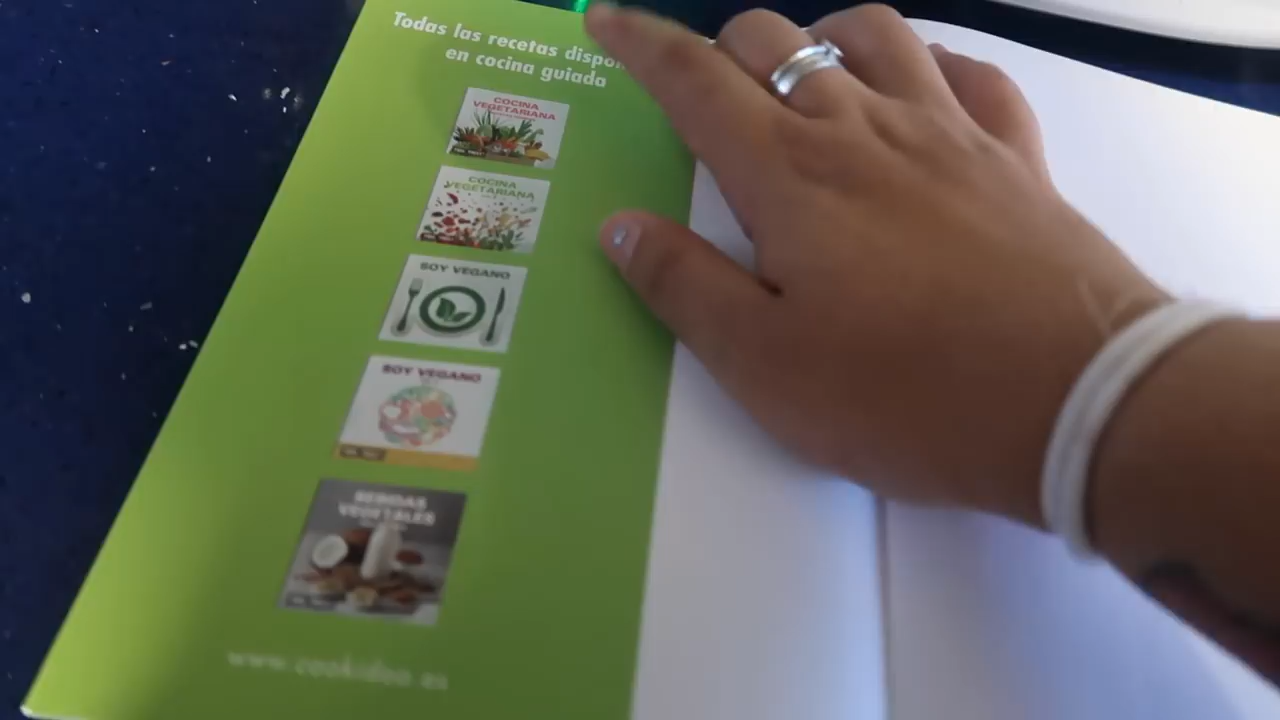 Todas las recetas
en cocina guiada
COCINA
VEGETARIANA
COCINA
VEGETARIANA
SOY VEGANO
SOY VEGANO
BEBIDAS
VEGETALES
www.cookidoo.es